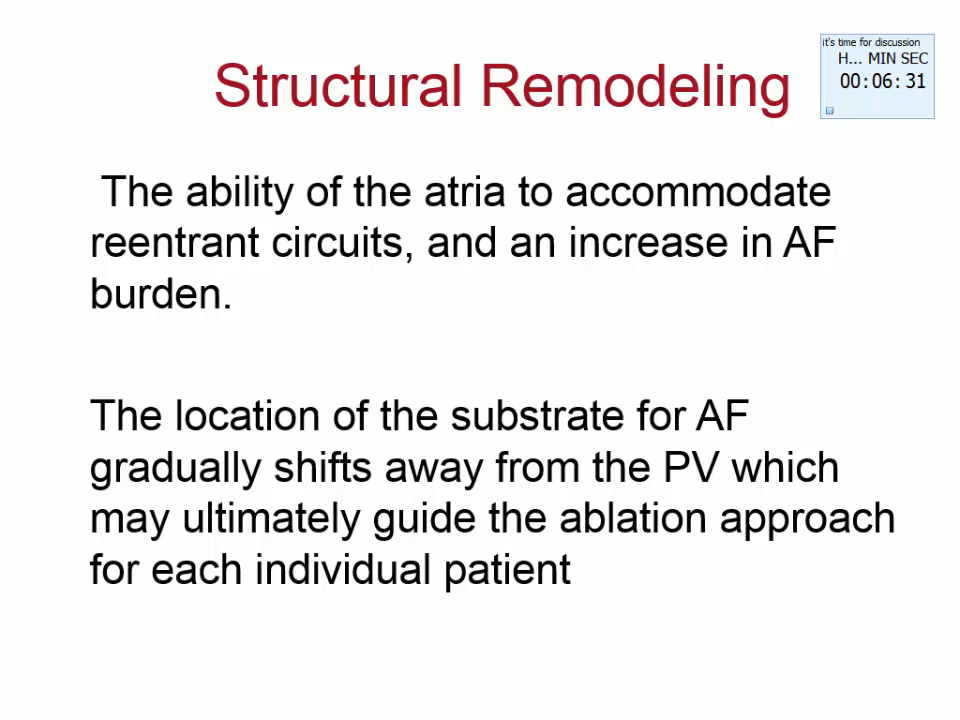 it's time for discussion
H... MIN SEC
00:06:31
Structural Remodeling
The ability of the atria to accommodate
reentrant circuits, and an increase in AF
burden.
The location of the substrate for AF
gradually shifts away from the PV which
may ultimately guide the ablation approach
for each individual patient